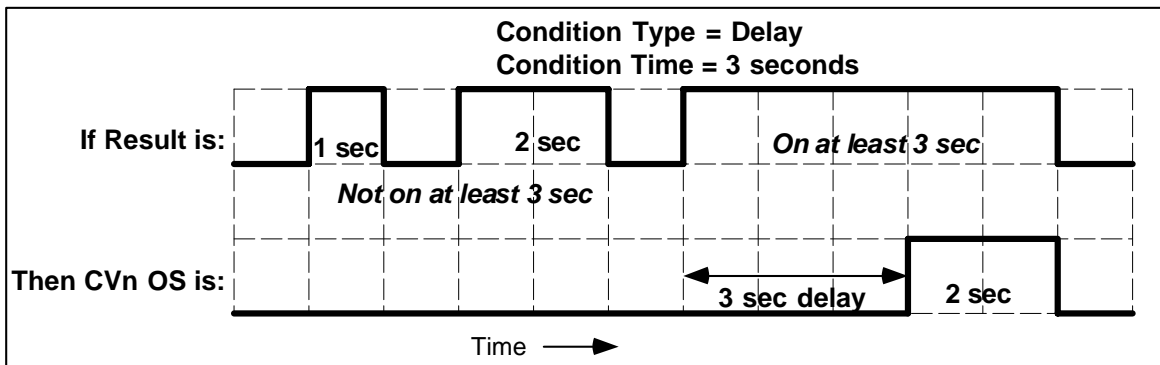 Condition Type = Delay
Condition Time = 3 seconds
If Result is:
1 sec
2 sec
On at least 3 sec
Not on at least 3 sec
Then CVn OS is:
3 sec delay
2 sec
Time